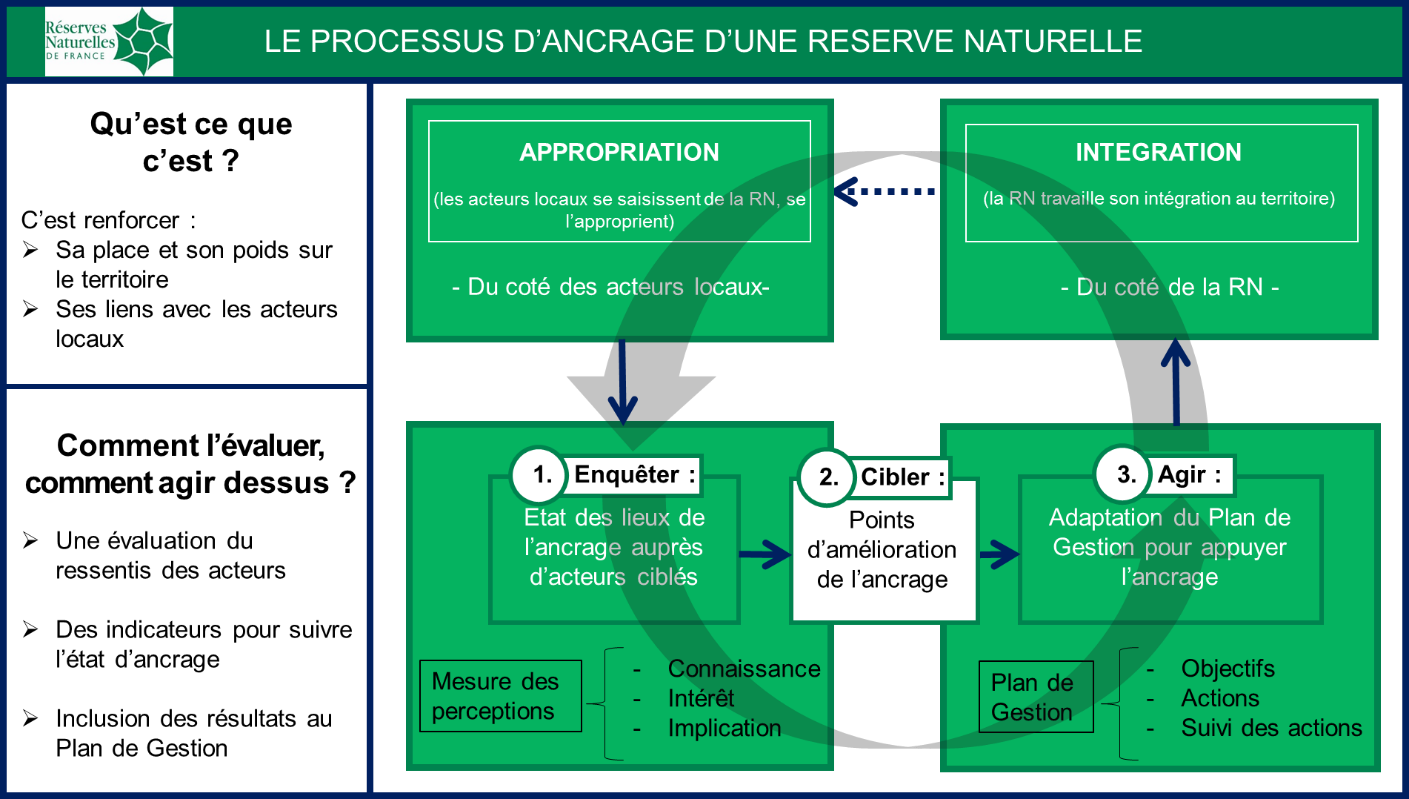 Réserves
Naturelles
DE FRANCE
LE PROCESSUS D’ANCRAGE D’UNE RESERVE NATURELLE
Qu’est ce que
c’est ?
C’est renforcer :
➢ Sa place et son poids sur
le territoire
➢ Ses liens avec les acteurs
locaux
Comment l’évaluer,
comment agir dessus ?
➢ Une évaluation du
ressentis des acteurs
➢ Des indicateurs pour suivre
l’état d’ancrage
➢ Inclusion des résultats au
Plan de Gestion
APPROPRIATION
(les acteurs locaux se saisissent de la RN, se
l’approprient)
- Du coté des acteurs locaux-
INTEGRATION
(la RN travaille son intégration au territoire)
- Du coté de la RN -
1. Enquêter :
Etat des lieux de
l’ancrage auprès
d’acteurs ciblés
2. Cibler :
Points
d’amélioration
de l’ancrage
3. Agir :
Adaptation du Plan de
Gestion pour appuyer
l’ancrage
Mesure des
perceptions
- Connaissance
- Intérêt
- Implication
Plan de
Gestion
- Objectifs
- Actions
- Suivi des actions